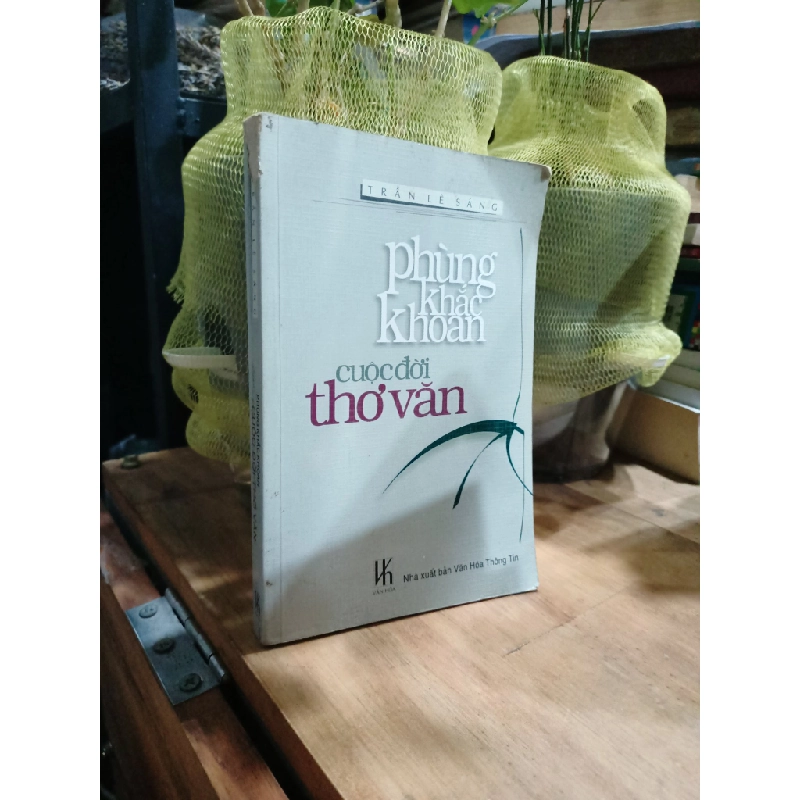 TRẦN LÊ SANG
phùng
khắc
khoan
cuộc đời
thơ văn
Nhà xuất bản Văn Hóa Thông Tin